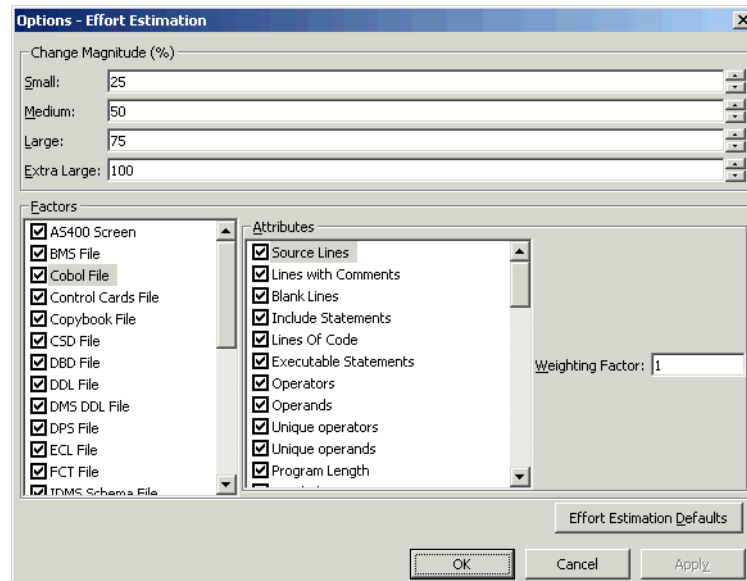 Options - Effort Estimation
Change Magnitude (%)
Small: 25
Medium: 50
Large: 75
Extra Large: 100
Factors
AS400 Screen
BMS File
Cobol File
Control Cards File
Copybook File
CSD File
DBD File
DDL File
DMS DDL File
DPS File
ECL File
FCT File
IDMS Schema File
Attributes
Source Lines
Lines with Comments
Blank Lines
Include Statements
Lines Of Code
Executable Statements
Operators
Operands
Unique operators
Unique operands
Program Length
Weighting Factor: 1
Effort Estimation Defaults
OK
Cancel
Apply